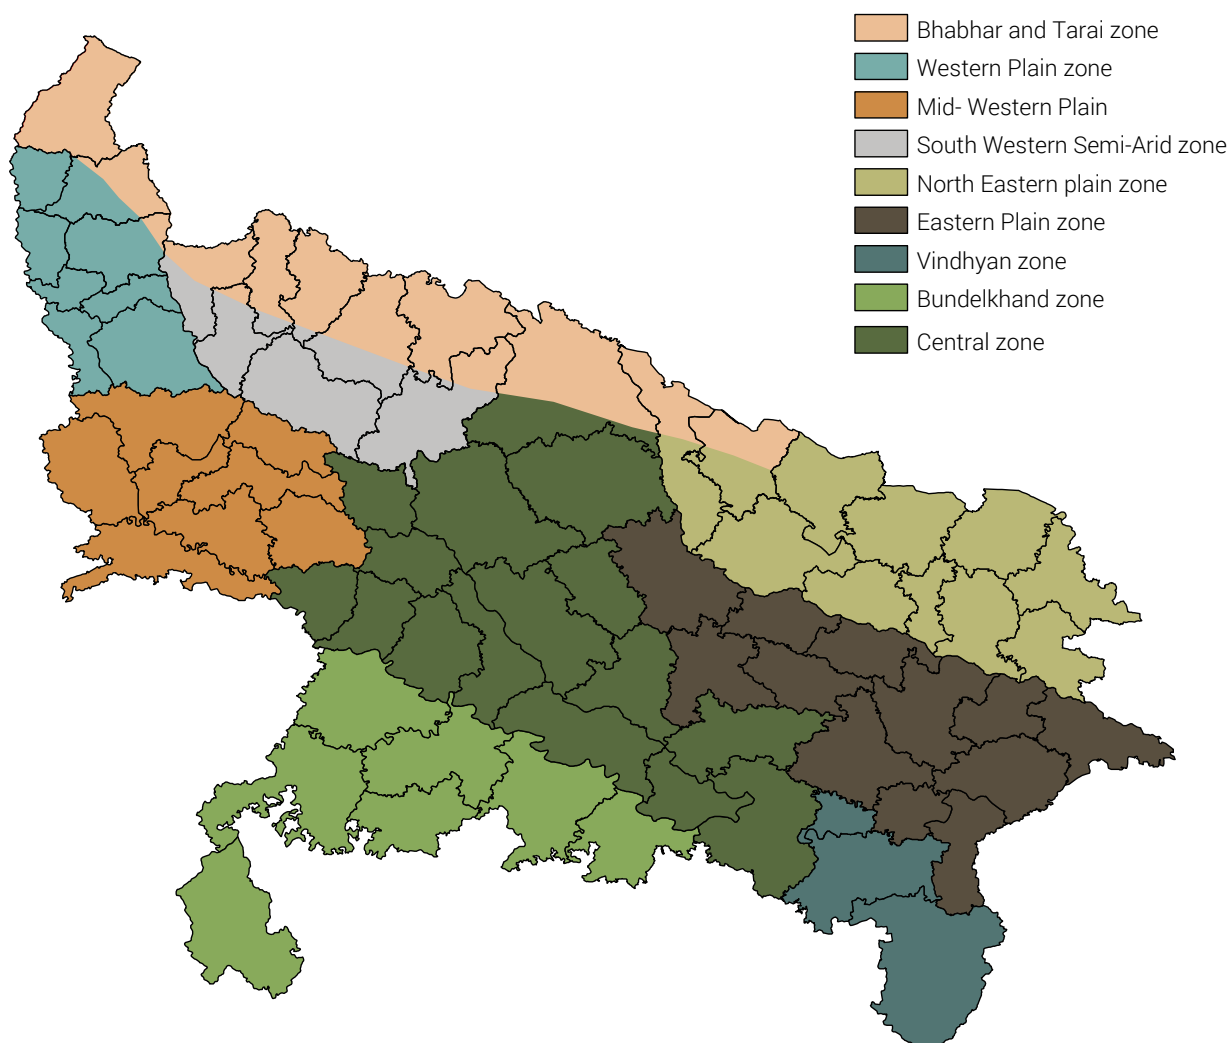 Bhabhar and Tarai zone
Western Plain zone
Mid- Western Plain
South Western Semi-Arid zone
North Eastern plain zone
Eastern Plain zone
Vindhyan zone
Bundelkhand zone
Central zone